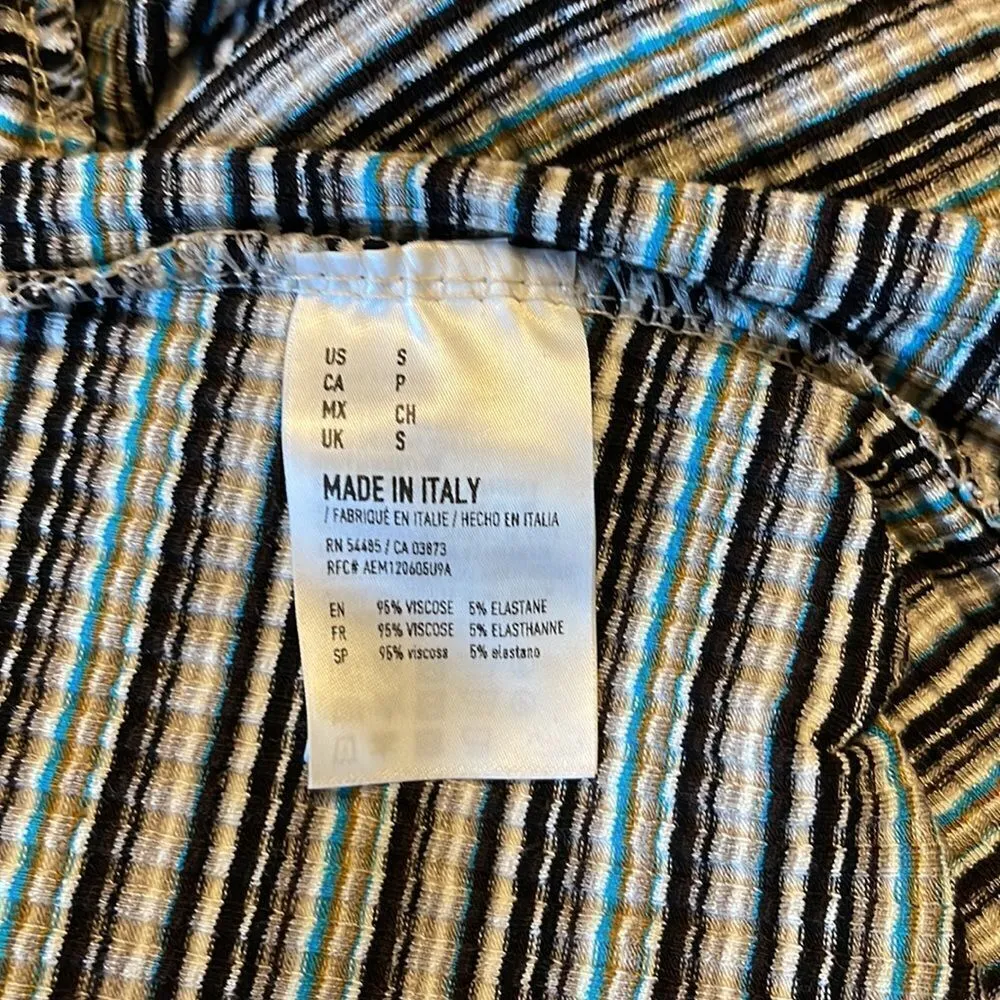 US S
CA P
MX CH
UK S
MADE IN ITALY
/ FABRIQUÉ EN ITALIE / HECHO EN ITALIA
RN 54485 / CA 03873
RFC# AEM120605U9A
EN 95% VISCOSE 5% ELASTANE
FR 95% VISCOSE 5% ELASTHANNE
SP 95% viscosa 5% elastano